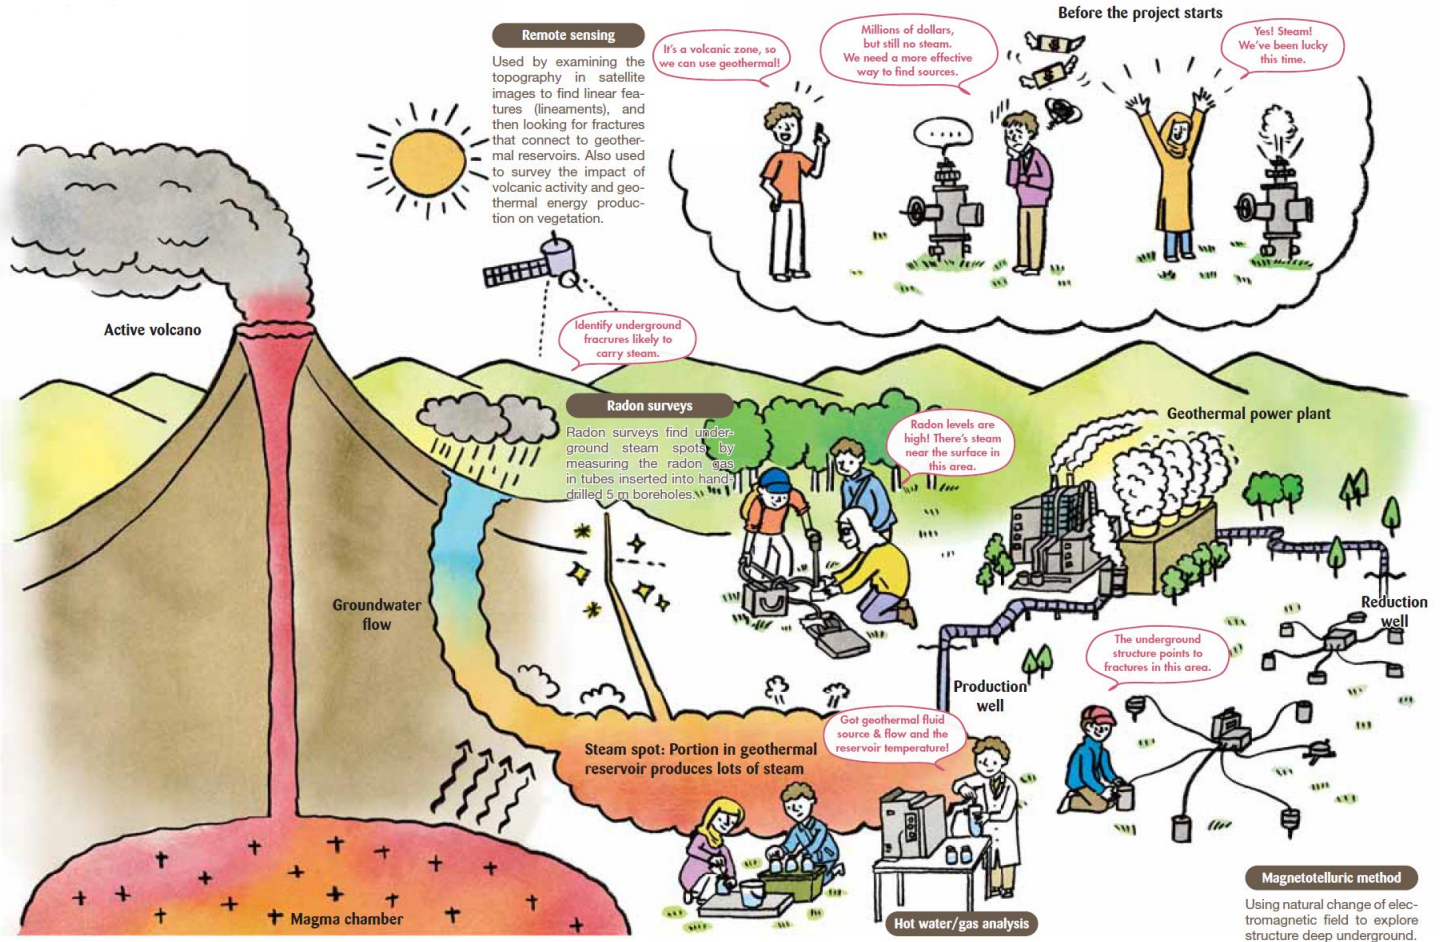 Before the project starts
Remote sensing
Used by examining the
topography in satellite
images to find linear fea-
tures (lineaments), and
then looking for fractures
that connect to geother-
mal reservoirs. Also used
to survey the impact of
volcanic activity and geo-
thermal energy produc-
tion on vegetation.
It's a volcanic zone, so
we can use geothermal!
Millions of dollars,
but still no steam.
We need a more effective
way to find sources.
Yes! Steam!
We've been lucky
this time.
$
$
....
Active volcano
Identify underground
fracrures likely to
carry steam.
Radon surveys
Radon surveys find under-
ground steam spots by
measuring the radon gas
in tubes inserted into hand-
drilled 5 m boreholes.
Radon levels are
high! There's steam
near the surface in
this area.
Geothermal power plant
Groundwater
flow
Reduction
well
The underground
structure points to
fractures in this area.
Production
well
Got geothermal fluid
source & flow and the
reservoir temperature!
Steam spot: Portion in geothermal
reservoir produces lots of steam
Magma chamber
Hot water/gas analysis
Magnetotelluric method
Using natural change of elec-
tromagnetic field to explore
structure deep underground.